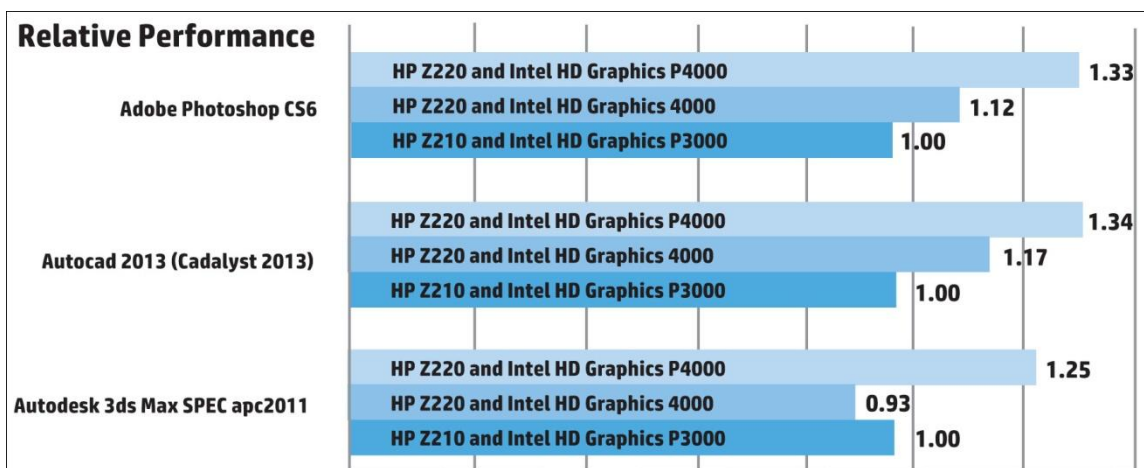 Relative Performance
Adobe Photoshop CS6
HP Z220 and Intel HD Graphics P4000 1.33
HP Z220 and Intel HD Graphics 4000 1.12
HP Z210 and Intel HD Graphics P3000 1.00
Autocad 2013 (Cadalyst 2013)
HP Z220 and Intel HD Graphics P4000 1.34
HP Z220 and Intel HD Graphics 4000 1.17
HP Z210 and Intel HD Graphics P3000 1.00
Autodesk 3ds Max SPEC apc2011
HP Z220 and Intel HD Graphics P4000 1.25
HP Z220 and Intel HD Graphics 4000 0.93
HP Z210 and Intel HD Graphics P3000 1.00